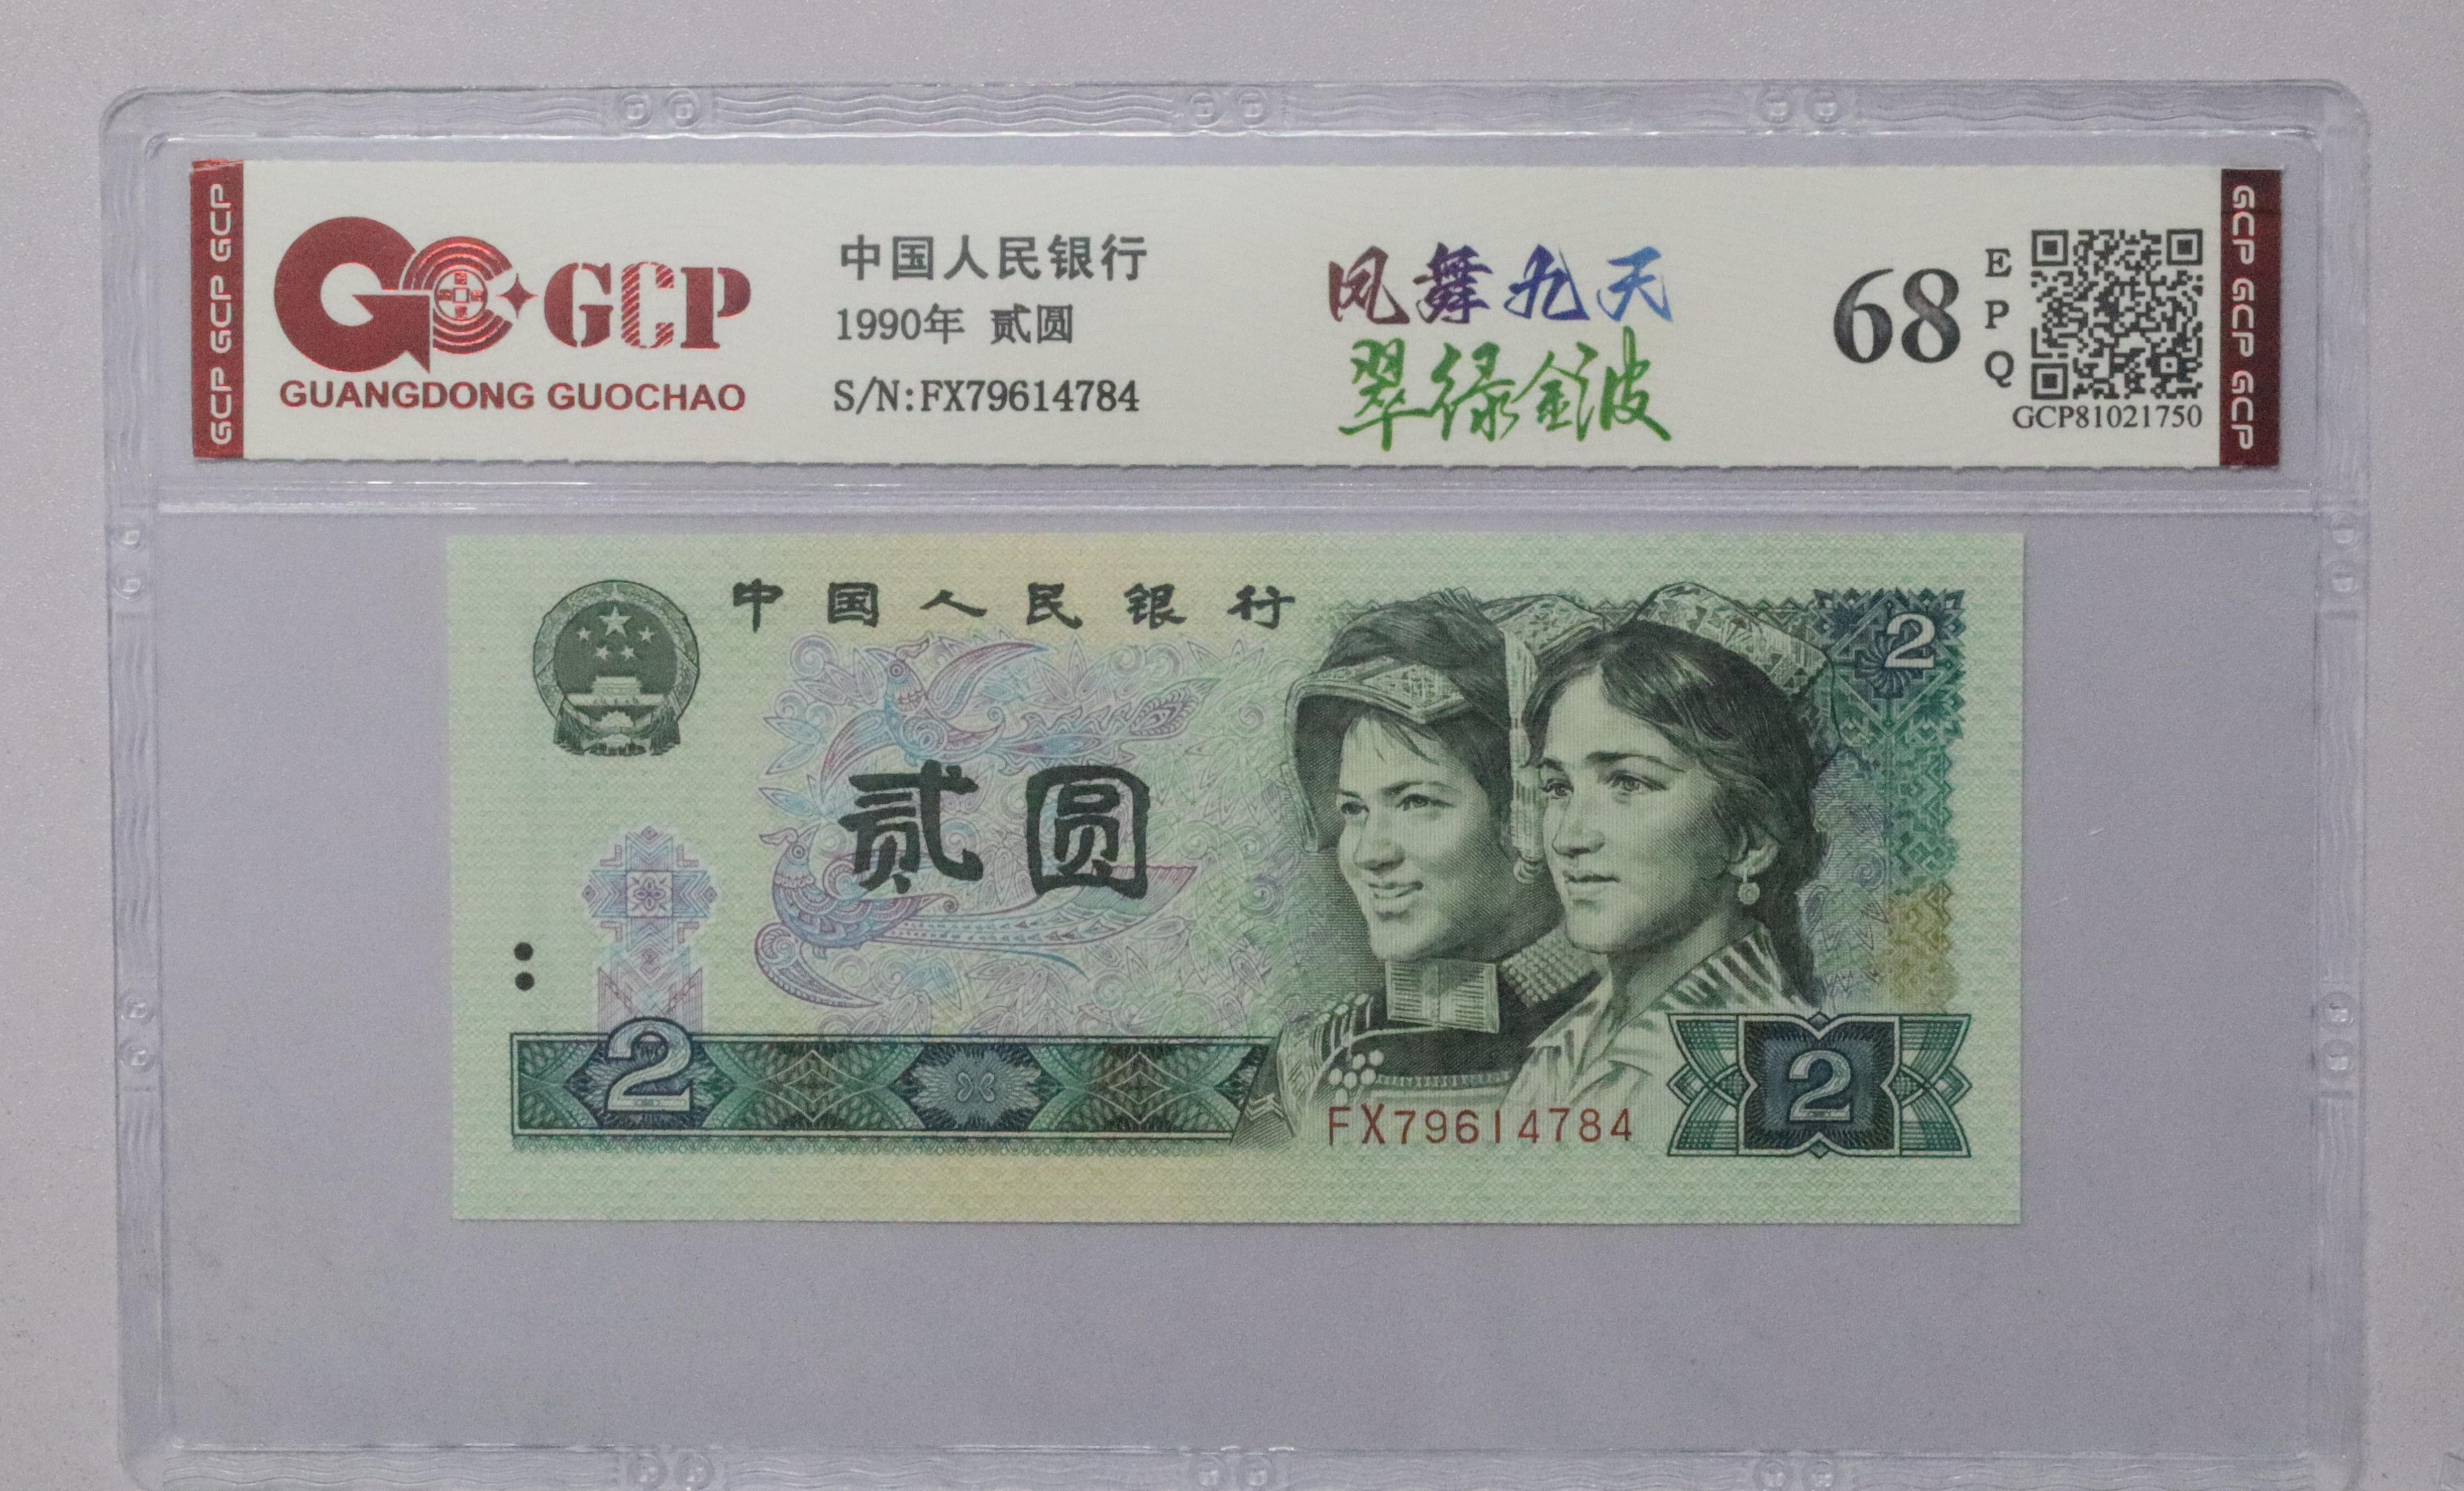 GCP GCP GCP
GCP
GUANGDONG GUOCHAO
中国人民银行
1990年 贰圆
S/N:FX79614784
凤舞九天
翠绿金波
68
EPQ
GCP81021750
GCP GCP GCP
中国人民银行
2
贰圆
2
2
FX79614784